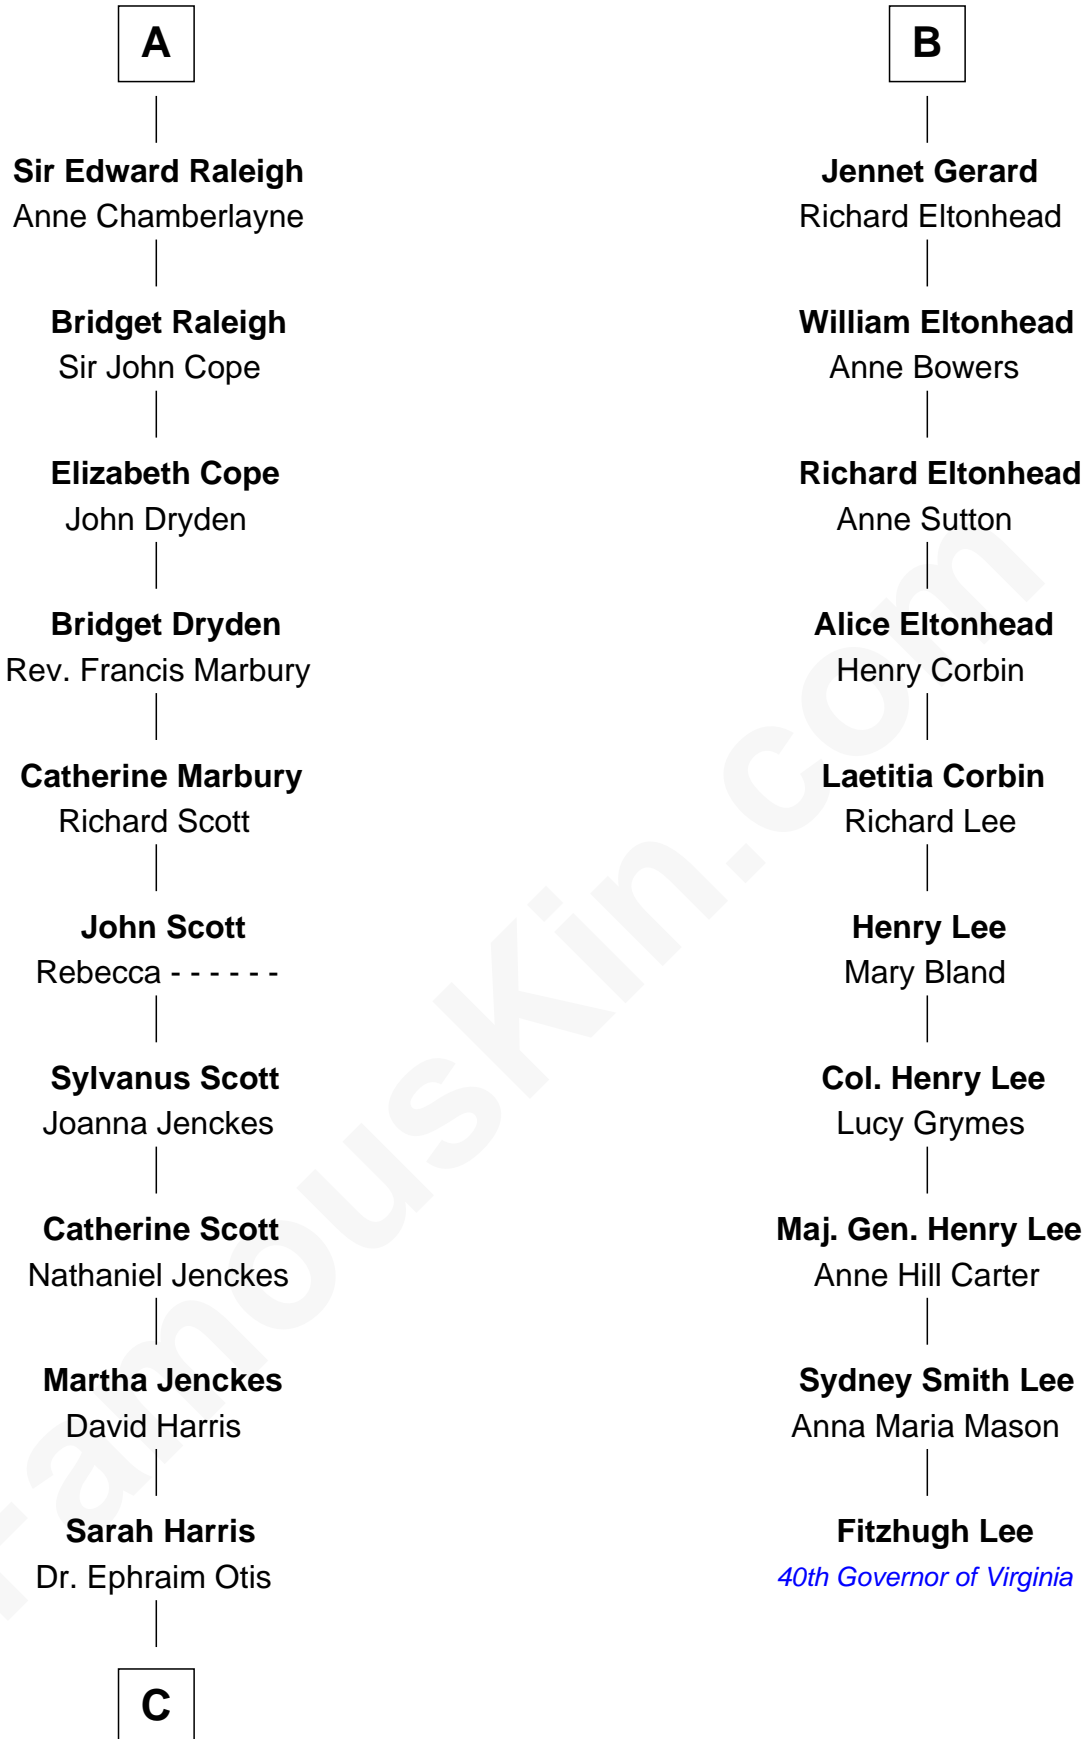 A
Sir Edward Raleigh
Anne Chamberlayne
Bridget Raleigh
Sir John Cope
Elizabeth Cope
John Dryden
Bridget Dryden
Rev. Francis Marbury
Catherine Marbury
Richard Scott
John Scott
Rebecca - - - - - -
Sylvanus Scott
Joanna Jenckes
Catherine Scott
Nathaniel Jenckes
Martha Jenckes
David Harris
Sarah Harris
Dr. Ephraim Otis
C
B
Jennet Gerard
Richard Eltonhead
William Eltonhead
Anne Bowers
Richard Eltonhead
Anne Sutton
Alice Eltonhead
Henry Corbin
Laetitia Corbin
Richard Lee
Henry Lee
Mary Bland
Col. Henry Lee
Lucy Grymes
Maj. Gen. Henry Lee
Anne Hill Carter
Sydney Smith Lee
Anna Maria Mason
Fitzhugh Lee
40th Governor of Virginia
FamousKin.com